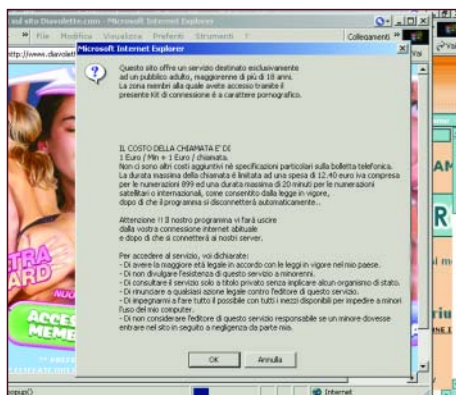 sul sito Diavolette.com - Microsoft Internet Explorer
File Modifica Visualizza Preferiti Strumenti ?
Collegamenti
http://www.diavolet
Vai
Microsoft Internet Explorer
Questo sito offre un servizio destinato esclusivamente
ad un pubblico adulto, maggiorenne di più di 18 anni.
La zona membri alla quale avete accesso tramite il
presente Kit di connessione è a carattere pornografico.
IL COSTO DELLA CHIAMATA E' DI
1 Euro / Min + 1 Euro / chiamata.
Non ci sono altri costi aggiuntivi nè specificazioni particolari sulla bolletta telefonica.
La durata massima della chiamata è limitata ad una spesa di 12.40 euro iva compresa
per le numerazioni 899 ed una durata massima di 20 minuti per le numerazioni
satellitari o internazionali, come consentito dalla legge in vigore,
dopo di che il programma si disconnetterà automaticamente..
Attenzione !! Il nostro programma vi farà uscire
dalla vostra connessione internet abituale
e dopo di che si connetterà ai nostri server.
Per accedere al servizio, voi dichiarate:
- Di avere la maggiore età legale in accordo con le leggi in vigore nel mio paese.
- Di non divulgare l'esistenza di questo servizio a minorenni.
- Di consultare il servizio solo a titolo privato senza implicare alcun organismo di stato.
- Di rinunciare a qualsiasi azione legale contro l'editore di questo servizio.
- Di impegnarmi a fare tutto il possibile con tutti i mezzi disponibili per impedire a minori
l'uso del mio computer.
- Di non considerare l'editore di questo servizio responsabile se un minore dovesse
entrare nel sito in seguito a negligenza da parte mia.
OK Annulla
TRA
ARD
ACCES
MEMB
popup()
Internet